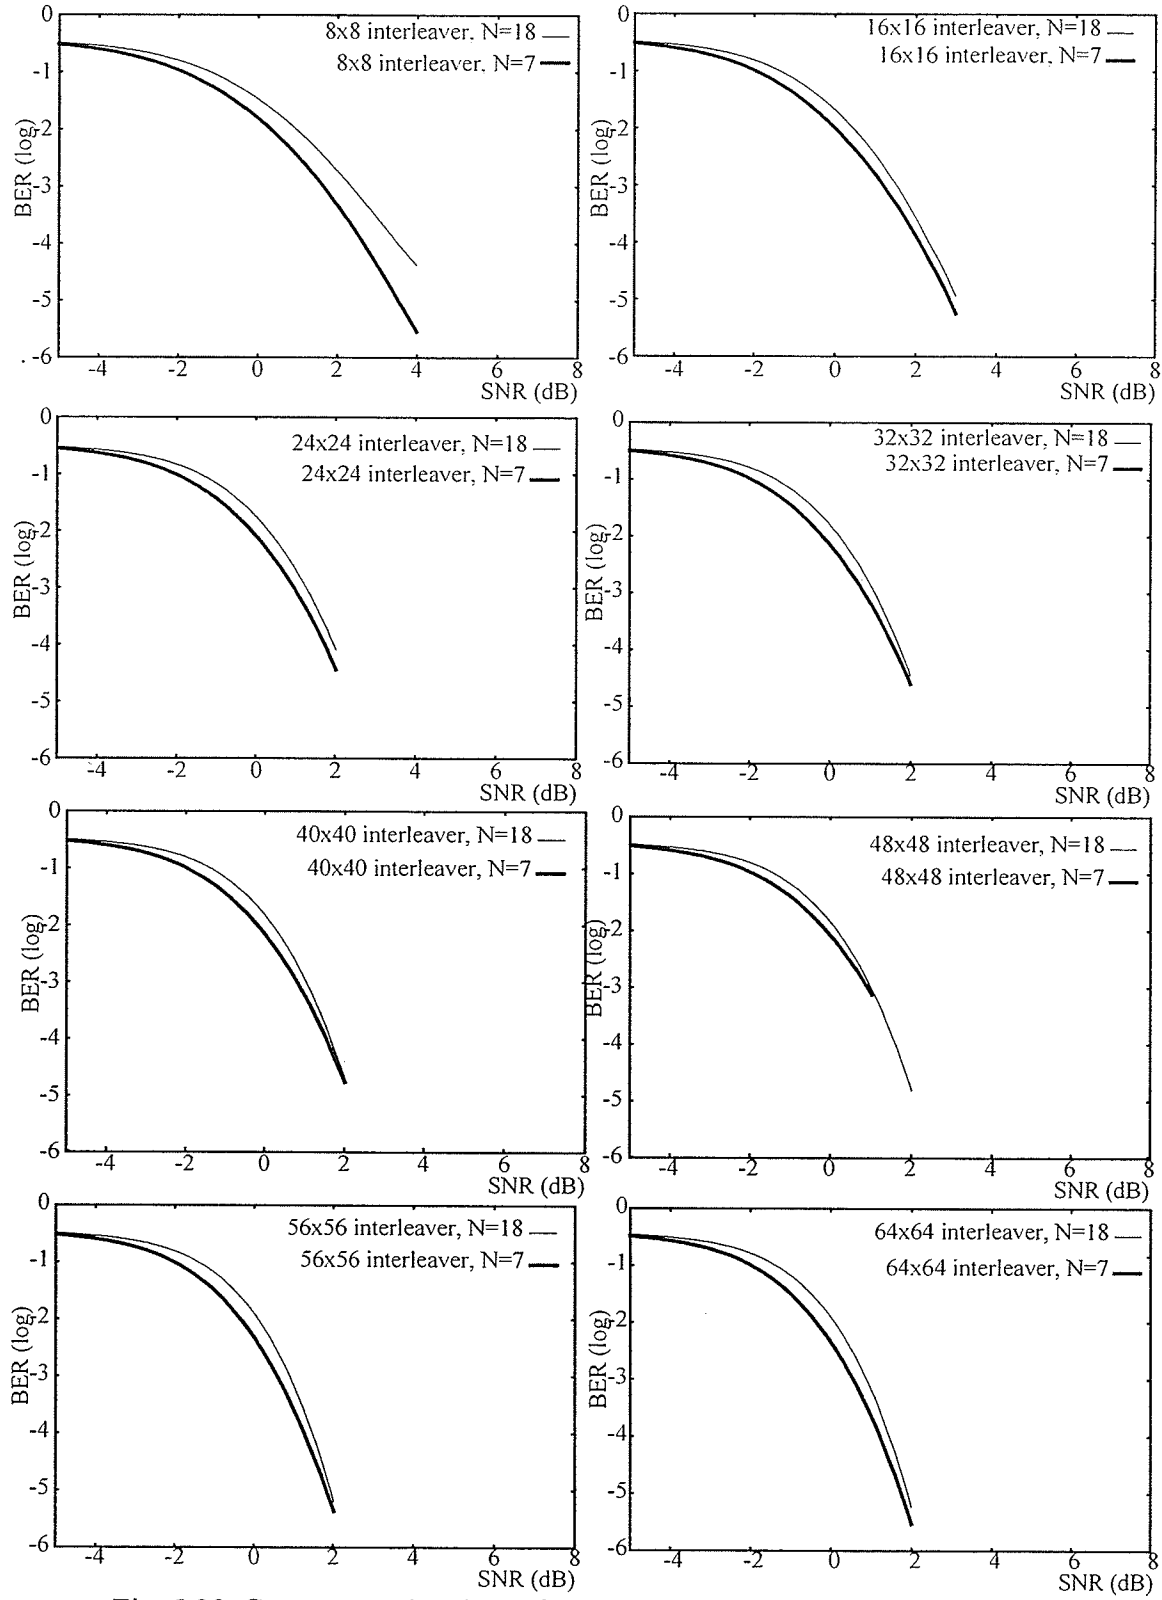 0
8x8 interleaver, N=18
8x8 interleaver, N=7
-1
-2
-3
-4
-5
-6
BER (log)
-4 -2 0 2 4 6 8
SNR (dB)
0
16x16 interleaver, N=18
16x16 interleaver, N=7
-1
-2
-3
-4
-5
-6
BER (log)
-4 -2 0 2 4 6 8
SNR (dB)
0
24x24 interleaver, N=18
24x24 interleaver, N=7
-1
-2
-3
-4
-5
-6
BER (log)
-4 -2 0 2 4 6 8
SNR (dB)
0
32x32 interleaver, N=18
32x32 interleaver, N=7
-1
-2
-3
-4
-5
-6
BER (log)
-4 -2 0 2 4 6 8
SNR (dB)
0
40x40 interleaver, N=18
40x40 interleaver, N=7
-1
-2
-3
-4
-5
-6
BER (log)
-4 -2 0 2 4 6 8
SNR (dB)
0
48x48 interleaver, N=18
48x48 interleaver, N=7
-1
-2
-3
-4
-5
-6
BER (log)
-4 -2 0 2 4 6 8
SNR (dB)
0
56x56 interleaver, N=18
56x56 interleaver, N=7
-1
-2
-3
-4
-5
-6
BER (log)
-4 -2 0 2 4 6 8
SNR (dB)
0
64x64 interleaver, N=18
64x64 interleaver, N=7
-1
-2
-3
-4
-5
-6
BER (log)
-4 -2 0 2 4 6 8
SNR (dB)